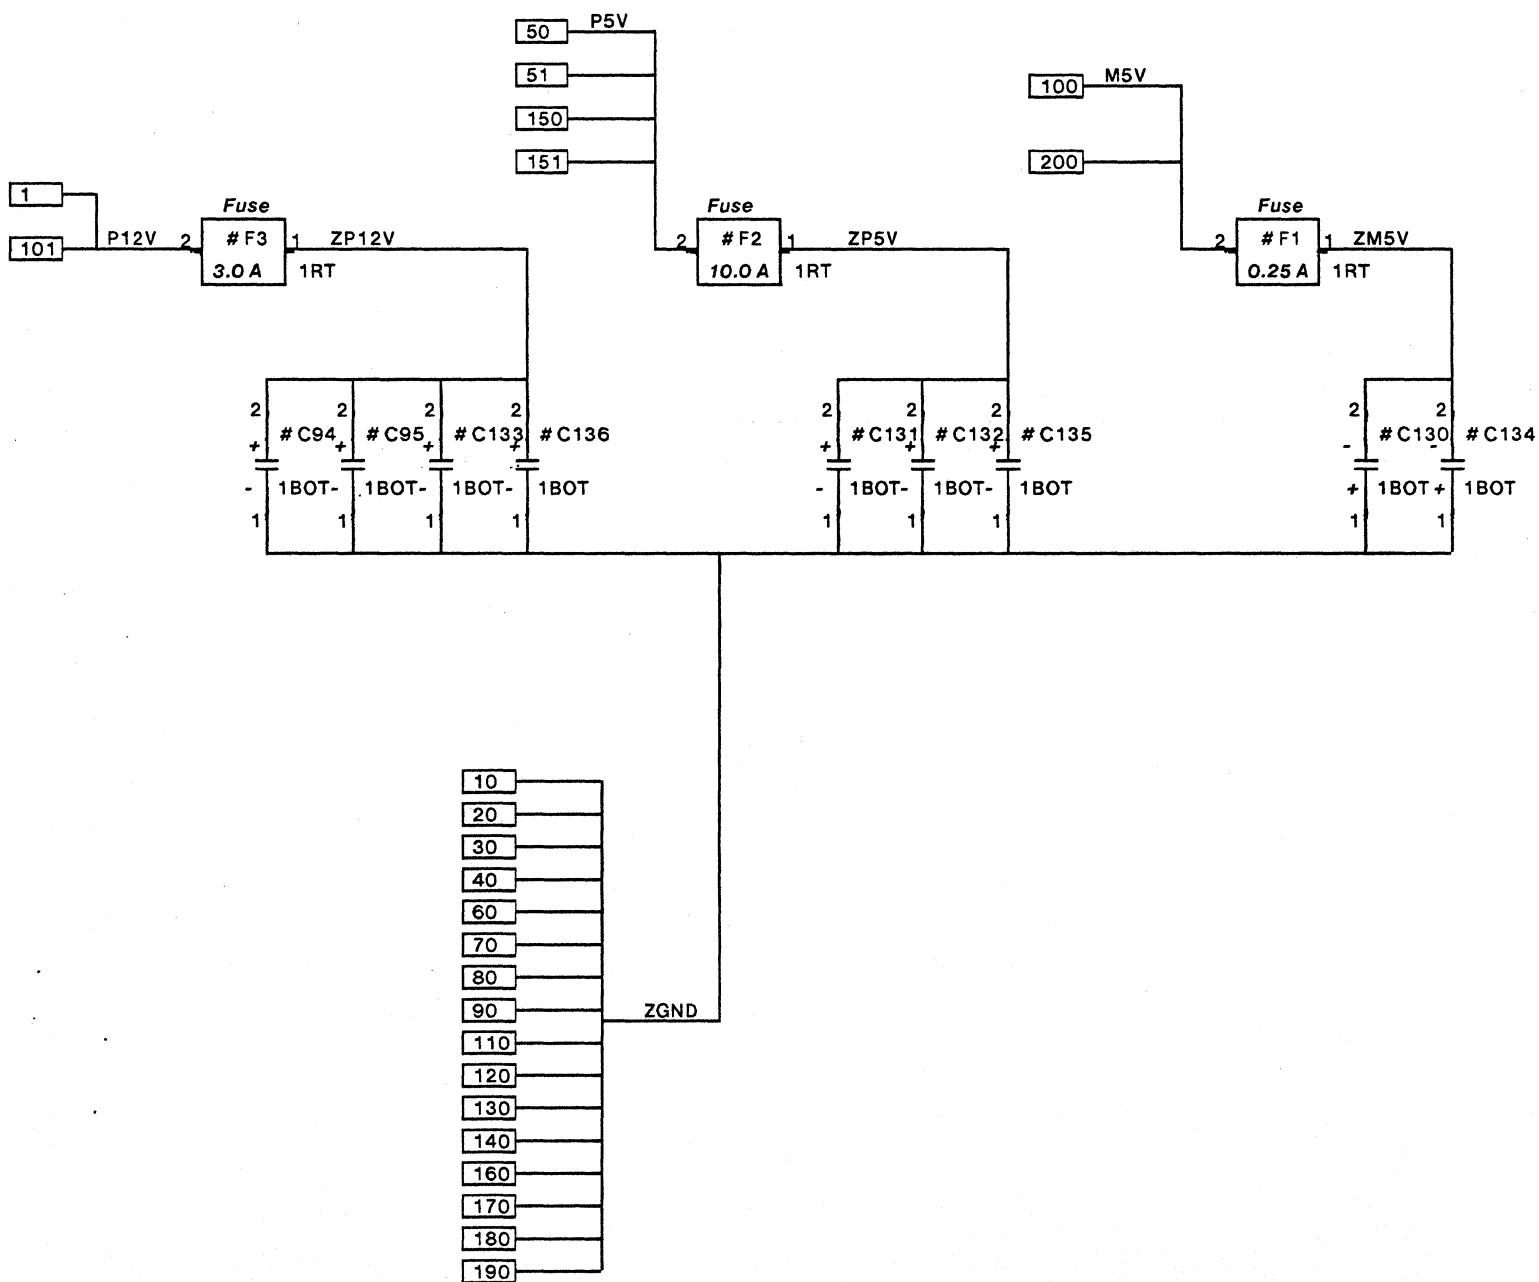 50 P5V
51
100 M5V
150
151
200
1
Fuse Fuse Fuse
101 P12V 2 #F3 1 ZP12V 2 #F2 1 ZP5V 2 #F1 1 ZM5V
3.0 A 1RT 10.0 A 1RT 0.25 A 1RT
2 2 2 2 2 2 2 2 2
+ #C94 + #C95 + #C133 + #C136 + #C131 + #C132 + #C135 - #C130 - #C134
- 1BOT - 1BOT - 1BOT - 1BOT - 1BOT - 1BOT - 1BOT + 1BOT + 1BOT
1 1 1 1 1 1 1 1 1
10
20
30
40
60
70
80
90 ZGND
110
120
130
140
160
170
180
190